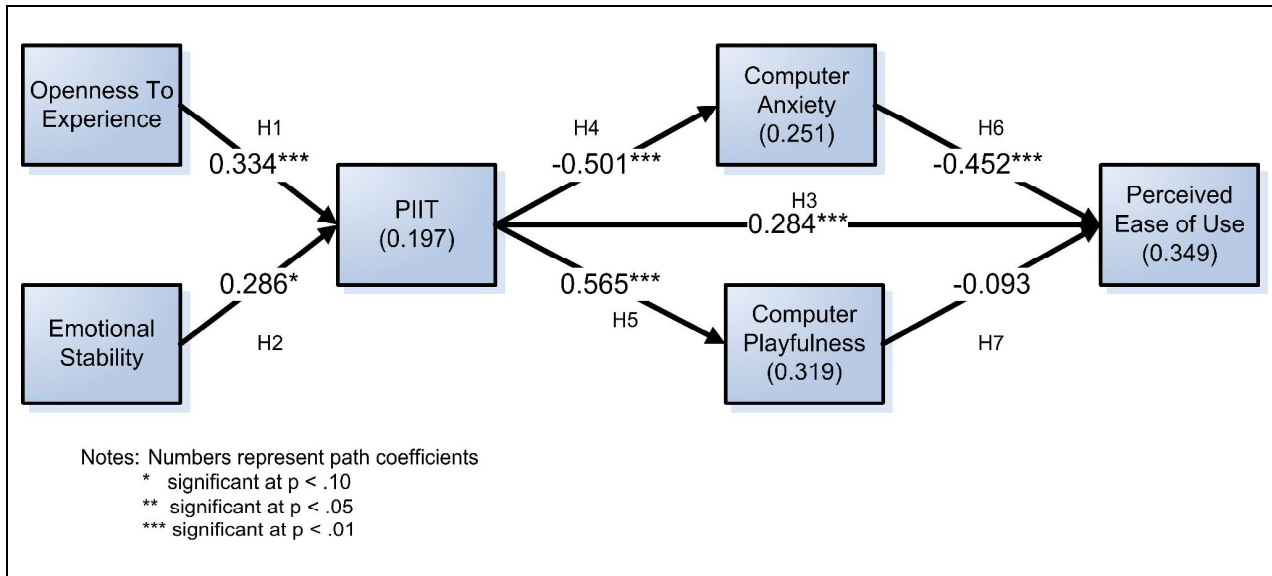 Openness To
Experience
H1
0.334***
Emotional
Stability
0.286*
H2
PIIT
(0.197)
H4
-0.501***
Computer
Anxiety
(0.251)
H3
0.284***
0.565***
H5
Computer
Playfulness
(0.319)
H6
-0.452***
-0.093
H7
Perceived
Ease of Use
(0.349)
Notes: Numbers represent path coefficients
* significant at p < .10
** significant at p < .05
*** significant at p < .01